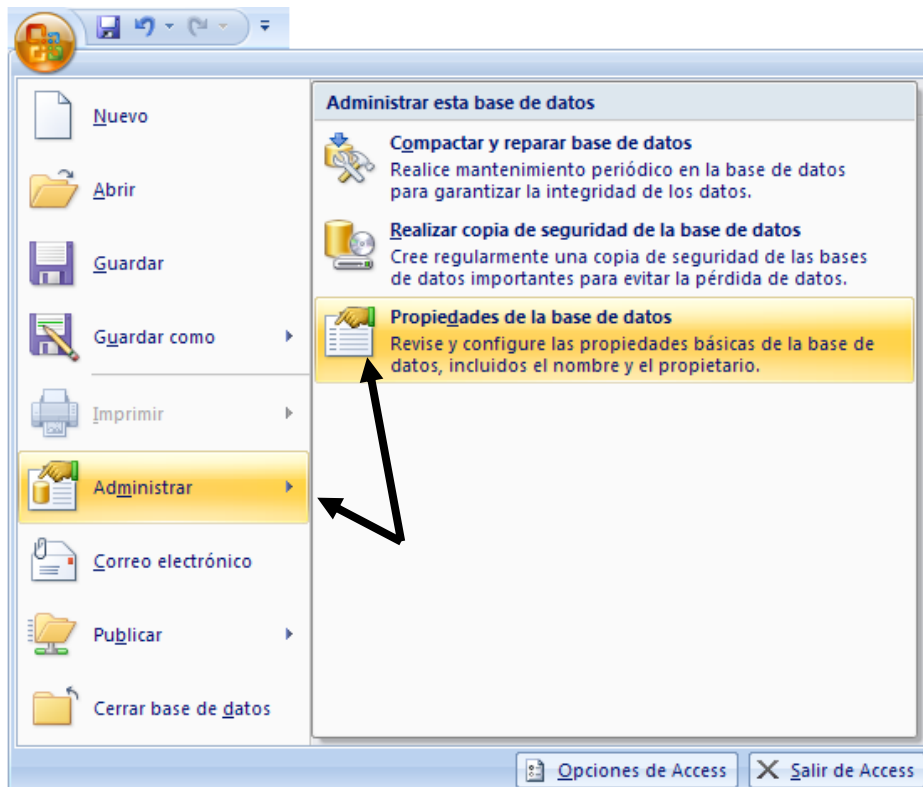 Nuevo
Abrir
Guardar
Guardar como
Imprimir
Administrar
Correo electrónico
Publicar
Cerrar base de datos
Administrar esta base de datos
Compactar y reparar base de datos
Realice mantenimiento periódico en la base de datos
para garantizar la integridad de los datos.
Realizar copia de seguridad de la base de datos
Cree regularmente una copia de seguridad de las bases
de datos importantes para evitar la pérdida de datos.
Propiedades de la base de datos
Revise y configure las propiedades básicas de la base de
datos, incluidos el nombre y el propietario.
Opciones de Access
Salir de Access